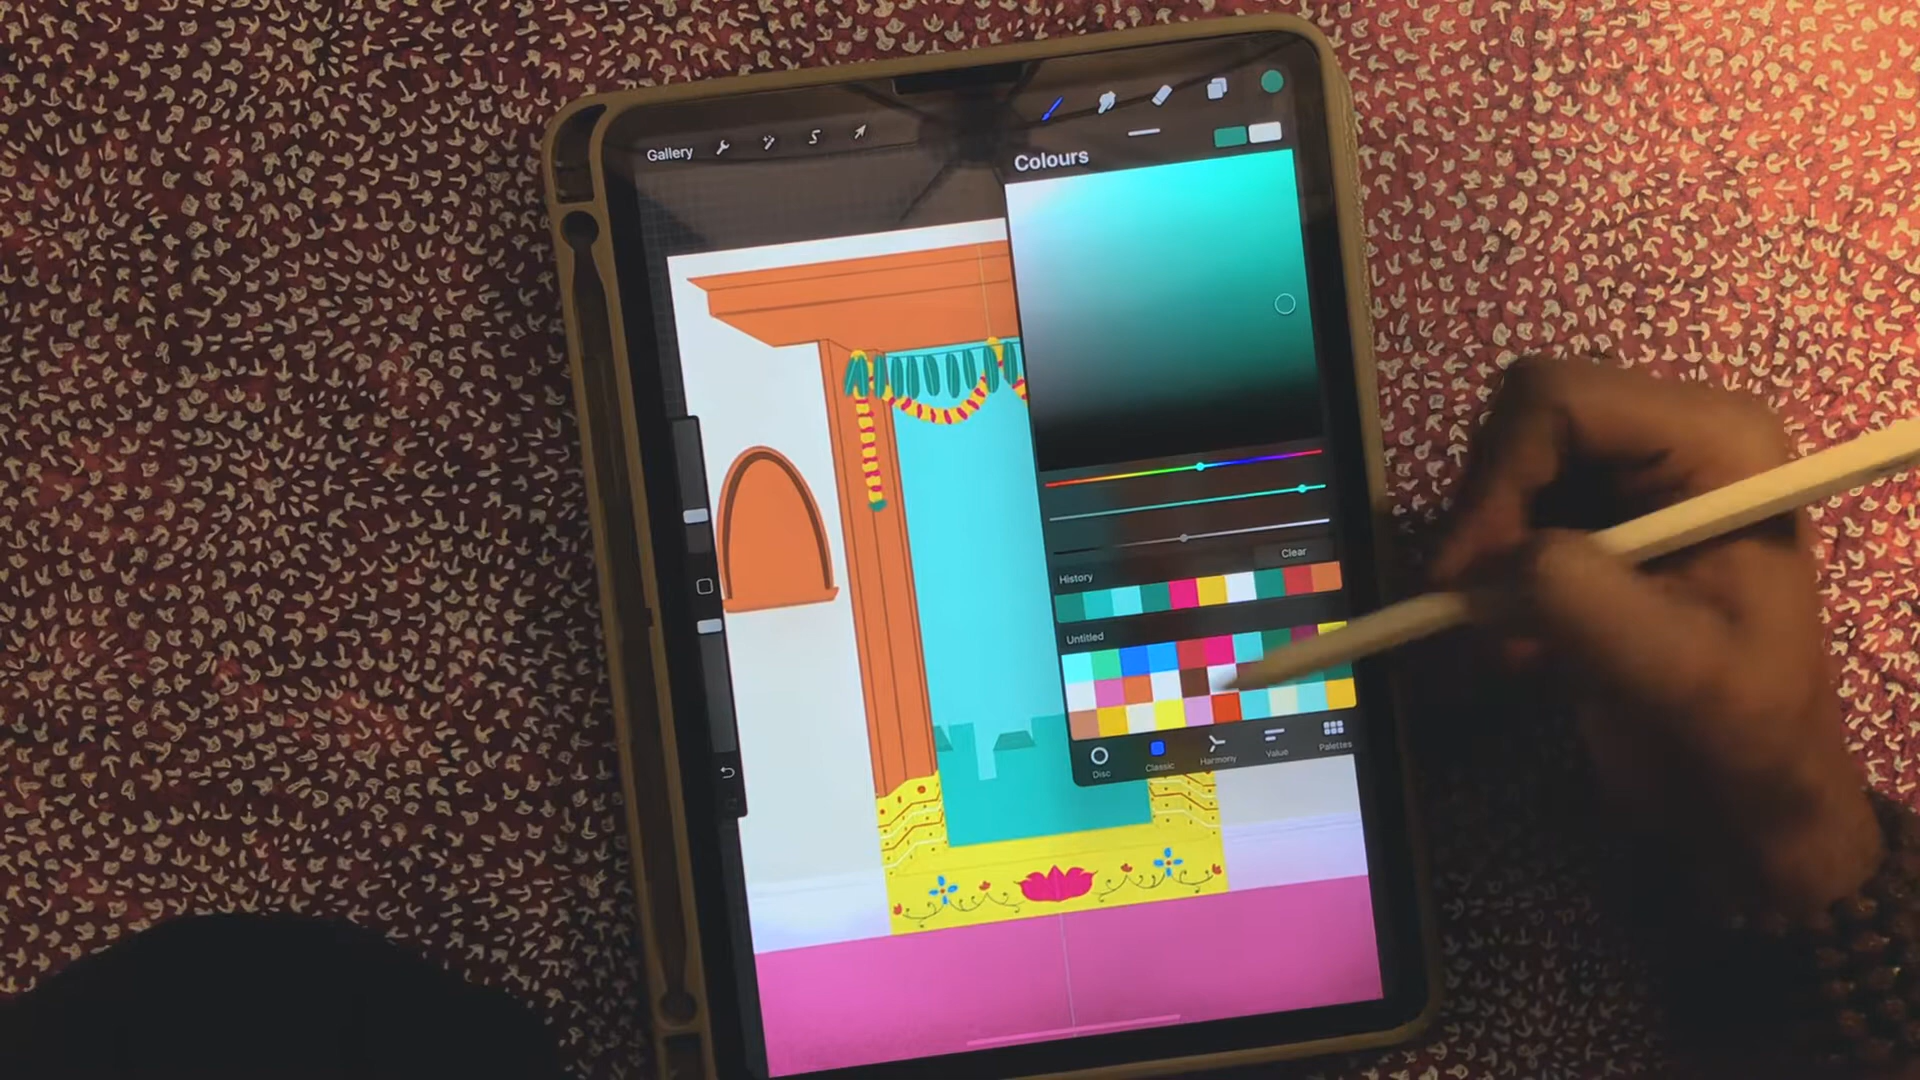 Gallery
Colours
Clear
History
Untitled
Disc
Classic
Harmony
Value
Palettes